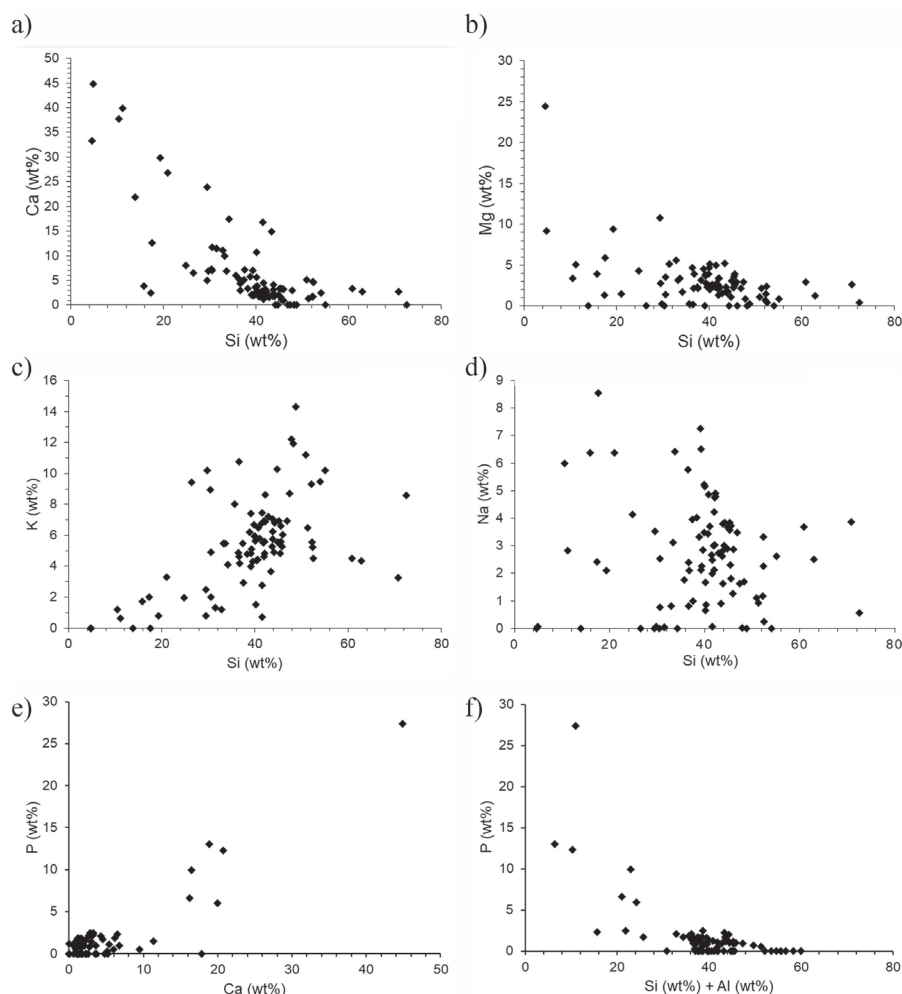 a)
50
45
40
35
30
25
20
15
10
5
0
Ca (wt%)
0 20 40 60 80
Si (wt%)
b)
30
25
20
15
10
5
0
Mg (wt%)
0 20 40 60 80
Si (wt%)
c)
16
14
12
10
8
6
4
2
0
K (wt%)
0 20 40 60 80
Si (wt%)
d)
9
8
7
6
5
4
3
2
1
0
Na (wt%)
0 20 40 60 80
Si (wt%)
e)
30
25
20
15
10
5
0
P (wt%)
0 10 20 30 40 50
Ca (wt%)
f)
30
25
20
15
10
5
0
P (wt%)
0 20 40 60 80
Si (wt%) + Al (wt%)